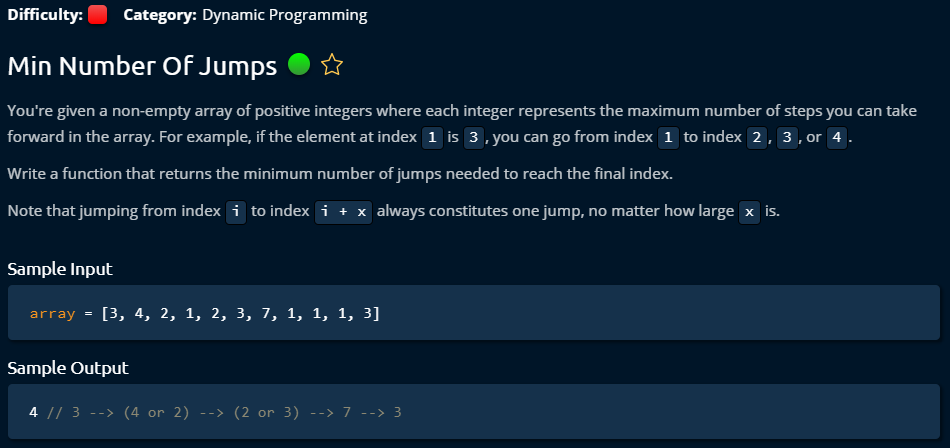 Difficulty: Category: Dynamic Programming
Min Number Of Jumps
You're given a non-empty array of positive integers where each integer represents the maximum number of steps you can take
forward in the array. For example, if the element at index 1 is 3, you can go from index 1 to index 2, 3, or 4.
Write a function that returns the minimum number of jumps needed to reach the final index.
Note that jumping from index i to index i + x always constitutes one jump, no matter how large x is.
Sample Input
array = [3, 4, 2, 1, 2, 3, 7, 1, 1, 1, 3]
Sample Output
4 // 3 --> (4 or 2) --> (2 or 3) --> 7 --> 3